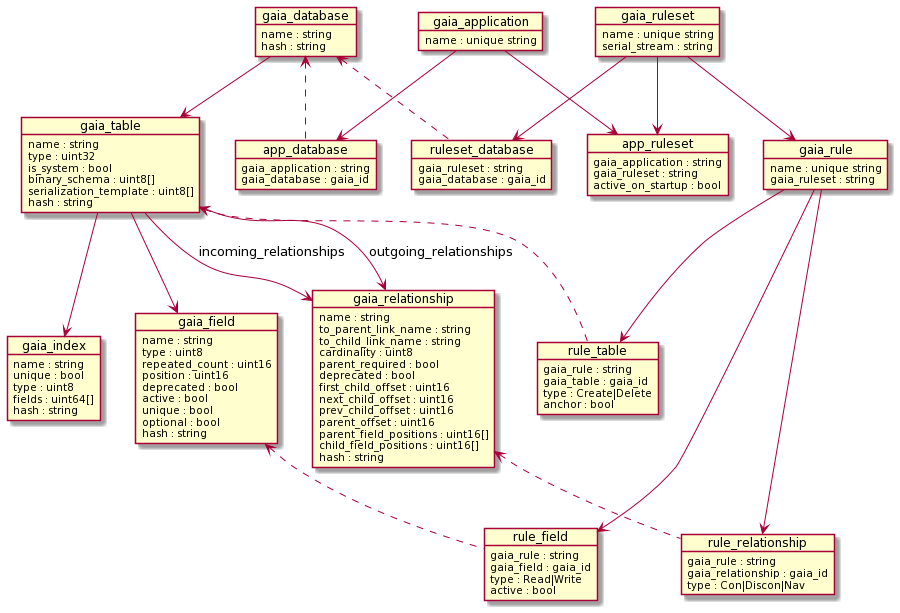 gaia_database
name : string
hash : string
gaia_application
name : unique string
gaia_ruleset
name : unique string
serial_stream : string
gaia_table
name : string
type : uint32
is_system : bool
binary_schema : uint8[]
serialization_template : uint8[]
hash : string
app_database
gaia_application : string
gaia_database : gaia_id
ruleset_database
gaia_ruleset : string
gaia_database : gaia_id
app_ruleset
gaia_application : string
gaia_ruleset : string
active_on_startup : bool
gaia_rule
name : unique string
gaia_ruleset : string
incoming_relationships
outgoing_relationships
gaia_index
name : string
unique : bool
type : uint8
fields : uint64[]
hash : string
gaia_field
name : string
type : uint8
repeated_count : uint16
position : uint16
deprecated : bool
active : bool
unique : bool
optional : bool
hash : string
gaia_relationship
name : string
to_parent_link_name : string
to_child_link_name : string
cardinality : uint8
parent_required : bool
deprecated : bool
first_child_offset : uint16
next_child_offset : uint16
prev_child_offset : uint16
parent_offset : uint16
parent_field_positions : uint16[]
child_field_positions : uint16[]
hash : string
rule_table
gaia_rule : string
gaia_table : gaia_id
type : Create|Delete
anchor : bool
rule_field
gaia_rule : string
gaia_field : gaia_id
type : Read|Write
active : bool
rule_relationship
gaia_rule : string
gaia_relationship : gaia_id
type : Con|Discon|Nav